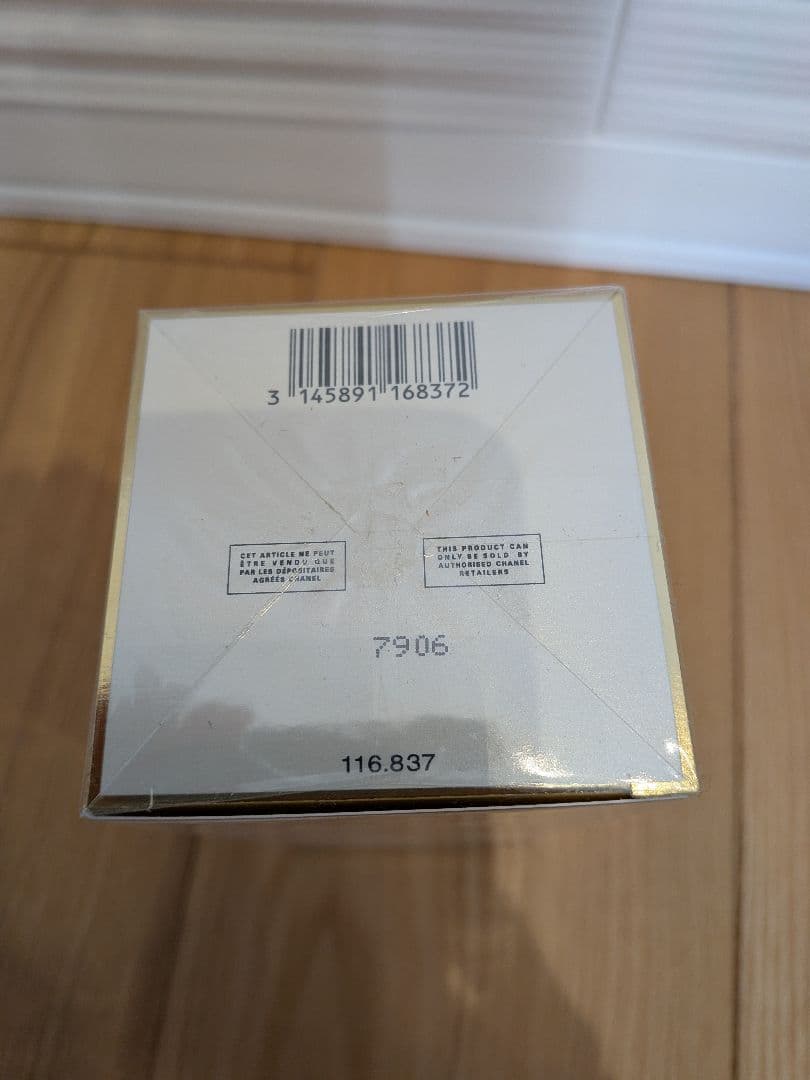 3 145891 168372
CET ARTICLE NE PEUT
ÊTRE VENDU QUE
PAR LES DÉPOSITAIRES
AGRÉÉS CHANEL
THIS PRODUCT CAN
ONLY BE SOLD BY
AUTHORISED CHANEL
RETAILERS
7906
116.837